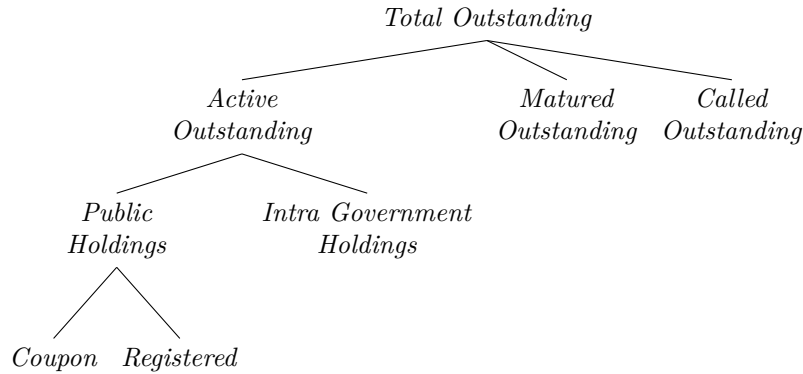 Total Outstanding
Active
Outstanding
Matured
Outstanding
Called
Outstanding
Public
Holdings
Intra Government
Holdings
Coupon
Registered